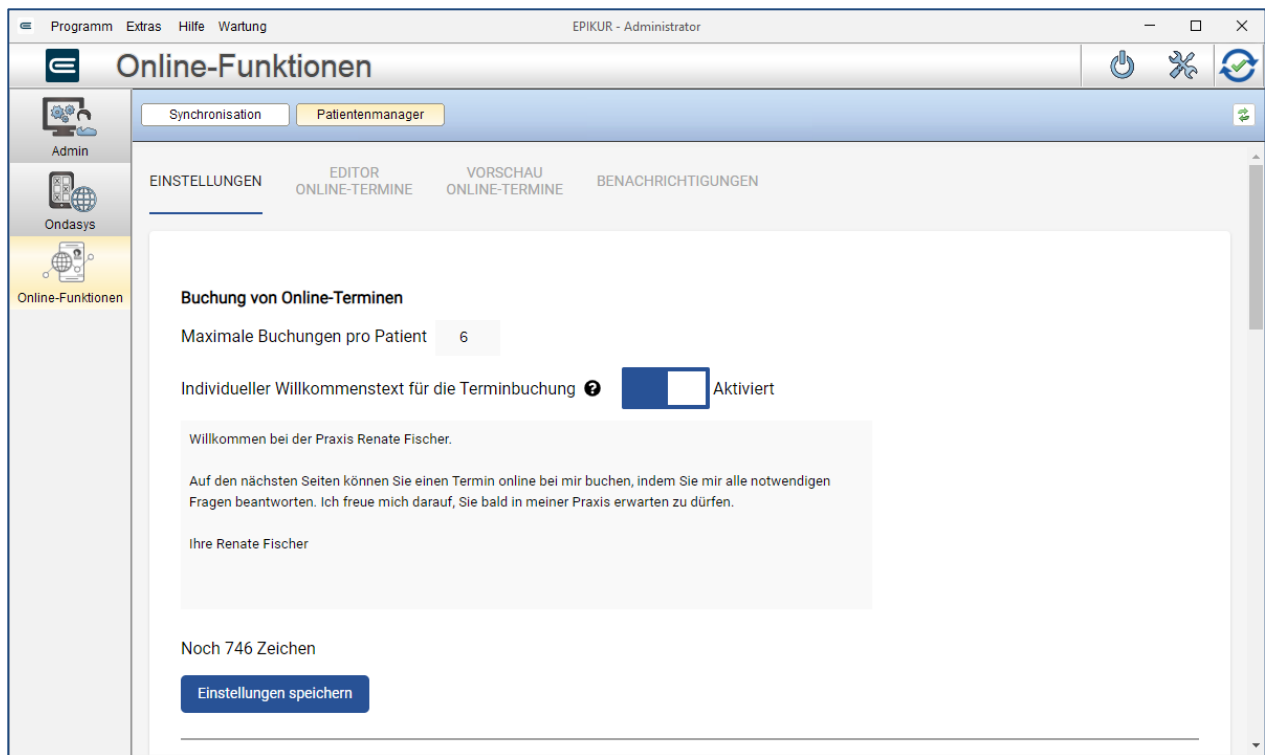 Programm Extras Hilfe Wartung EPIKUR - Administrator
Online-Funktionen
Synchronisation Patientenmanager
Admin
Ondasys
Online-Funktionen
EINSTELLUNGEN
EDITOR
ONLINE-TERMINE
VORSCHAU
ONLINE-TERMINE
BENACHRICHTIGUNGEN
Buchung von Online-Terminen
Maximale Buchungen pro Patient 6
Individueller Willkommenstext für die Terminbuchung ? Aktiviert
Willkommen bei der Praxis Renate Fischer.
Auf den nächsten Seiten können Sie einen Termin online bei mir buchen, indem Sie mir alle notwendigen
Fragen beantworten. Ich freue mich darauf, Sie bald in meiner Praxis erwarten zu dürfen.
Ihre Renate Fischer
Noch 746 Zeichen
Einstellungen speichern